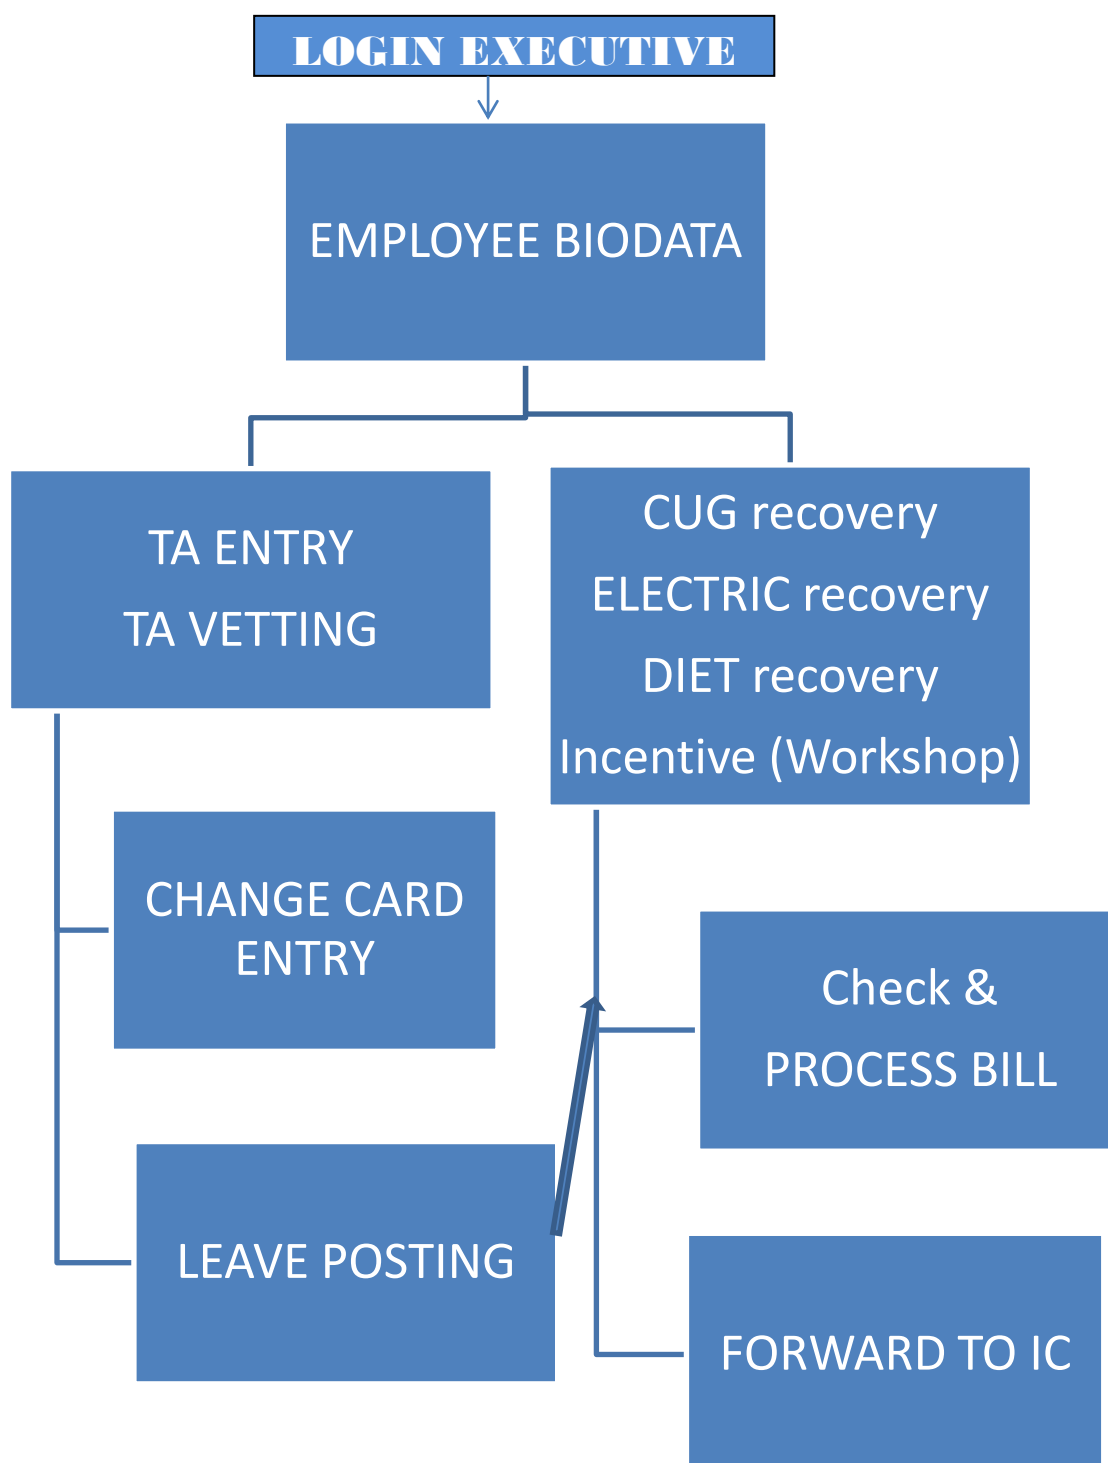 LOGIN EXECUTIVE
EMPLOYEE BIODATA
TA ENTRY
TA VETTING
CUG recovery
ELECTRIC recovery
DIET recovery
Incentive (Workshop)
CHANGE CARD
ENTRY
Check &
PROCESS BILL
LEAVE POSTING
FORWARD TO IC